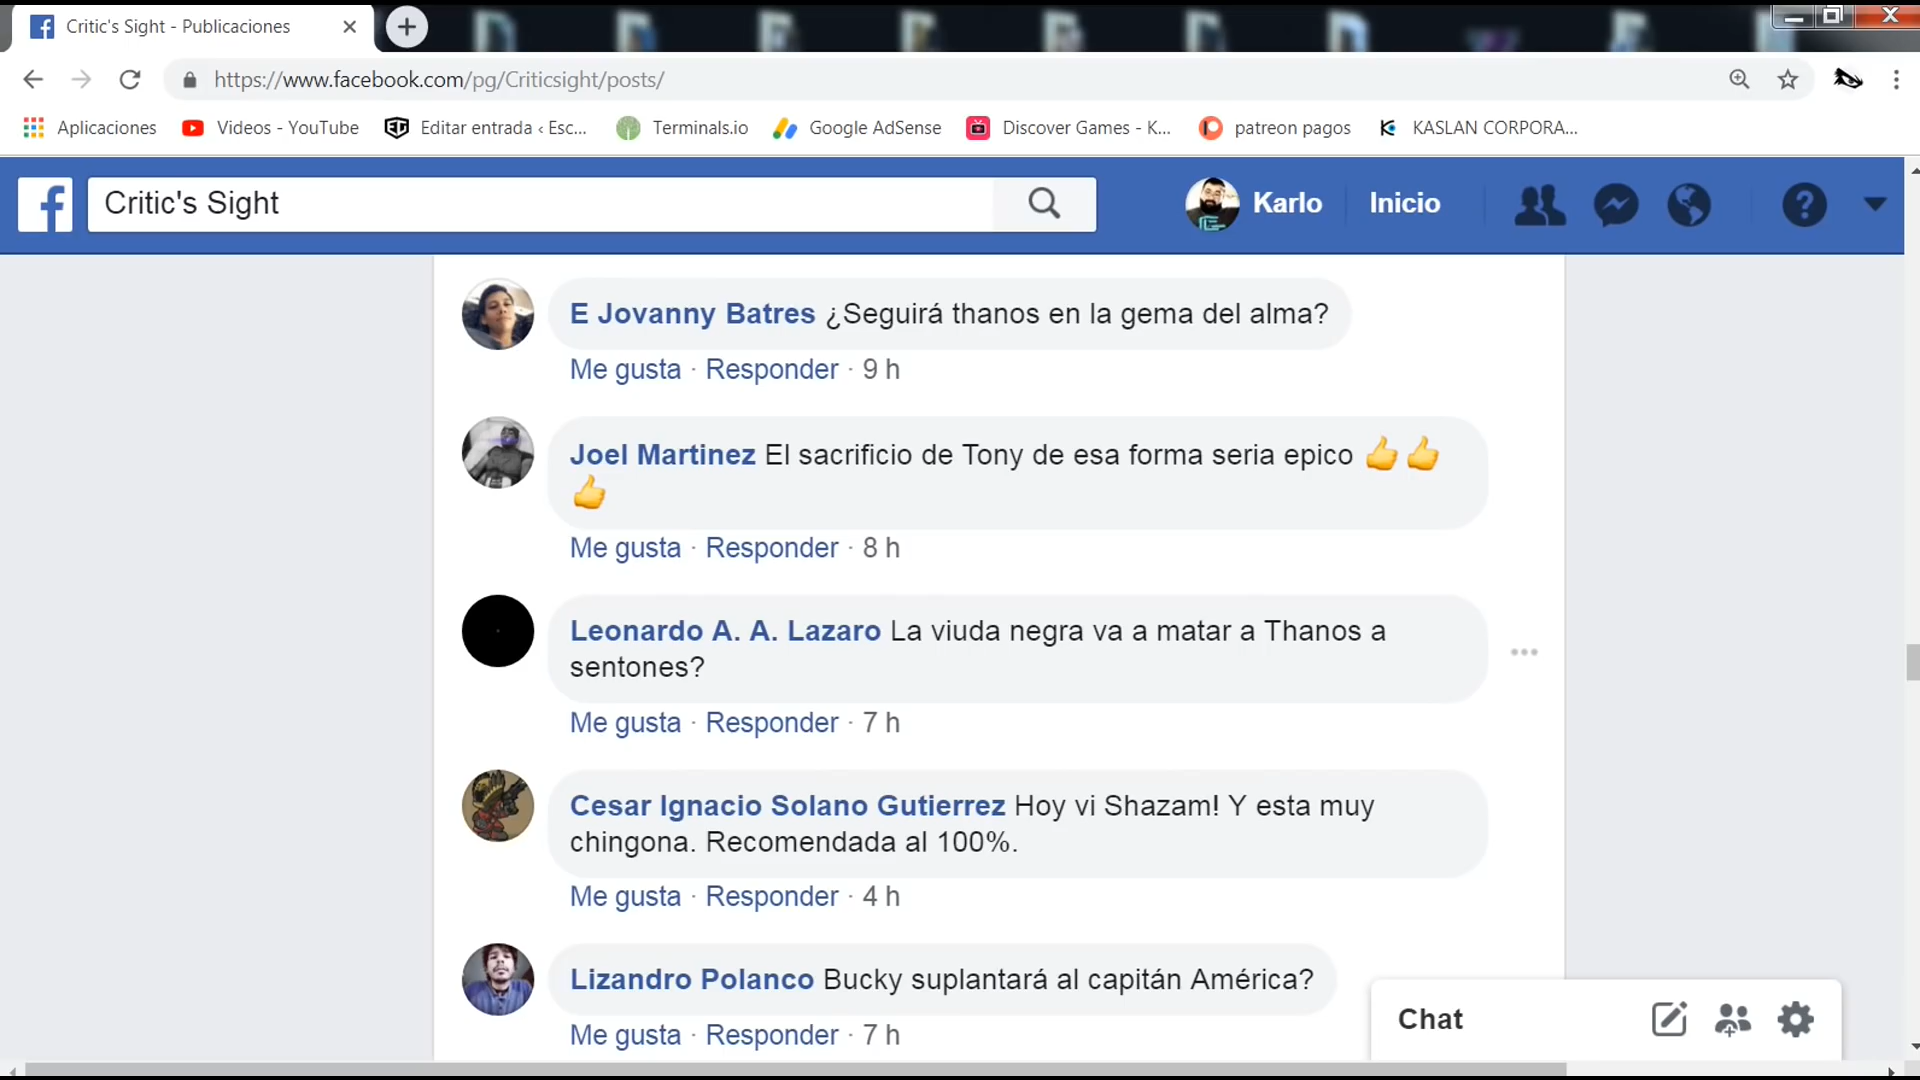 Critic's Sight - Publicaciones
https://www.facebook.com/pg/Criticsight/posts/
Aplicaciones Videos - YouTube Editar entrada ‹ Esc... Terminals.io Google AdSense Discover Games - K... patreon pagos KASLAN CORPORA...
Critic's Sight Karlo Inicio
E Jovanny Batres ¿Seguirá thanos en la gema del alma?
Me gusta · Responder · 9 h
Joel Martinez El sacrificio de Tony de esa forma seria epico 👍👍
👍
Me gusta · Responder · 8 h
Leonardo A. A. Lazaro La viuda negra va a matar a Thanos a
sentones?
Me gusta · Responder · 7 h
Cesar Ignacio Solano Gutierrez Hoy vi Shazam! Y esta muy
chingona. Recomendada al 100%.
Me gusta · Responder · 4 h
Lizandro Polanco Bucky suplantará al capitán América?
Me gusta · Responder · 7 h
Chat